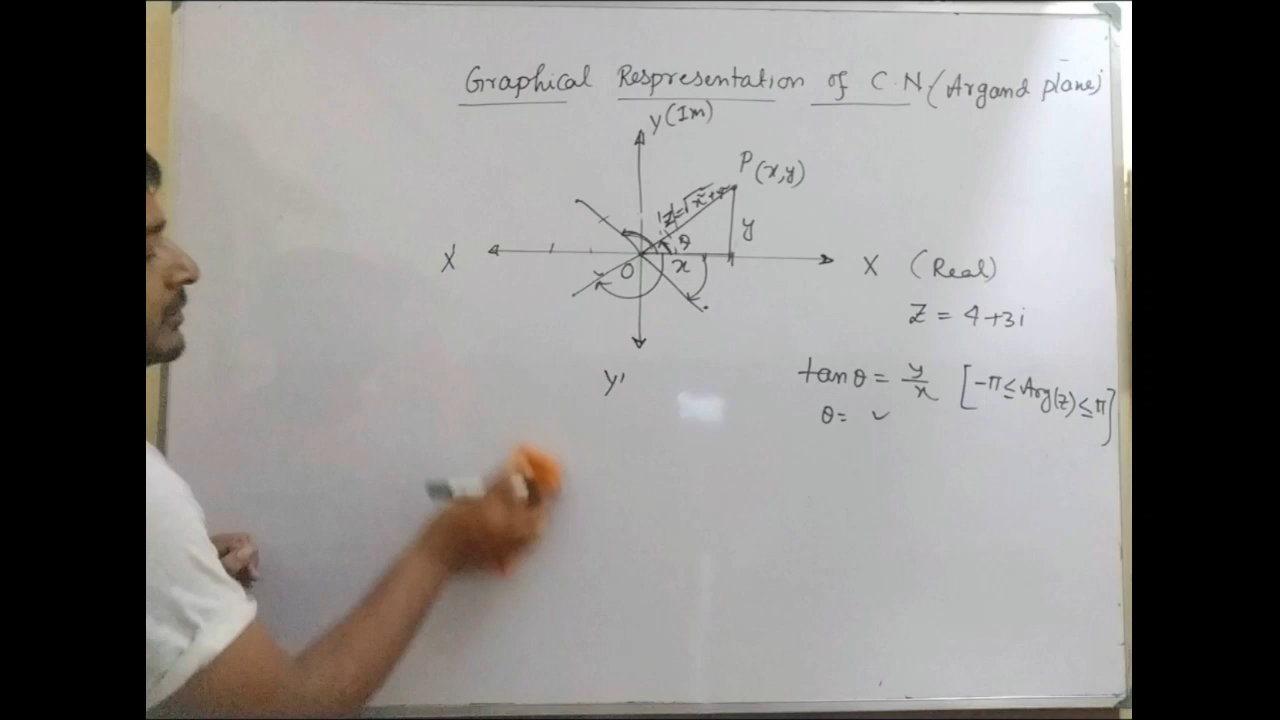 Graphical Respresentation of C.N (Argand plane)
Y (Im)
P (x,y)
|z|=√x²+y²
y
θ
X'
O
x
X (Real)
Z = 4+3i
Y'
tanθ = y/x [-π≤Arg(z)≤π]
θ= ✓